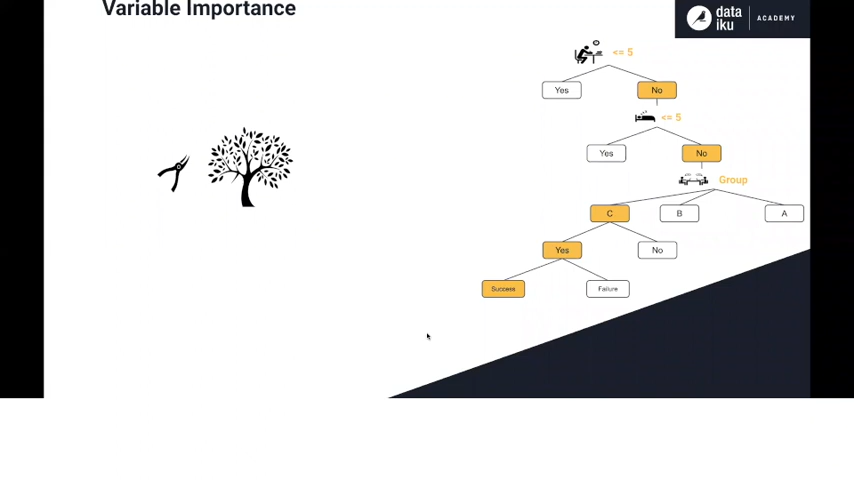 Variable Importance
data
iku
ACADEMY
<= 5
Yes
No
<= 5
Yes
No
Group
C
B
A
Yes
No
Success
Failure